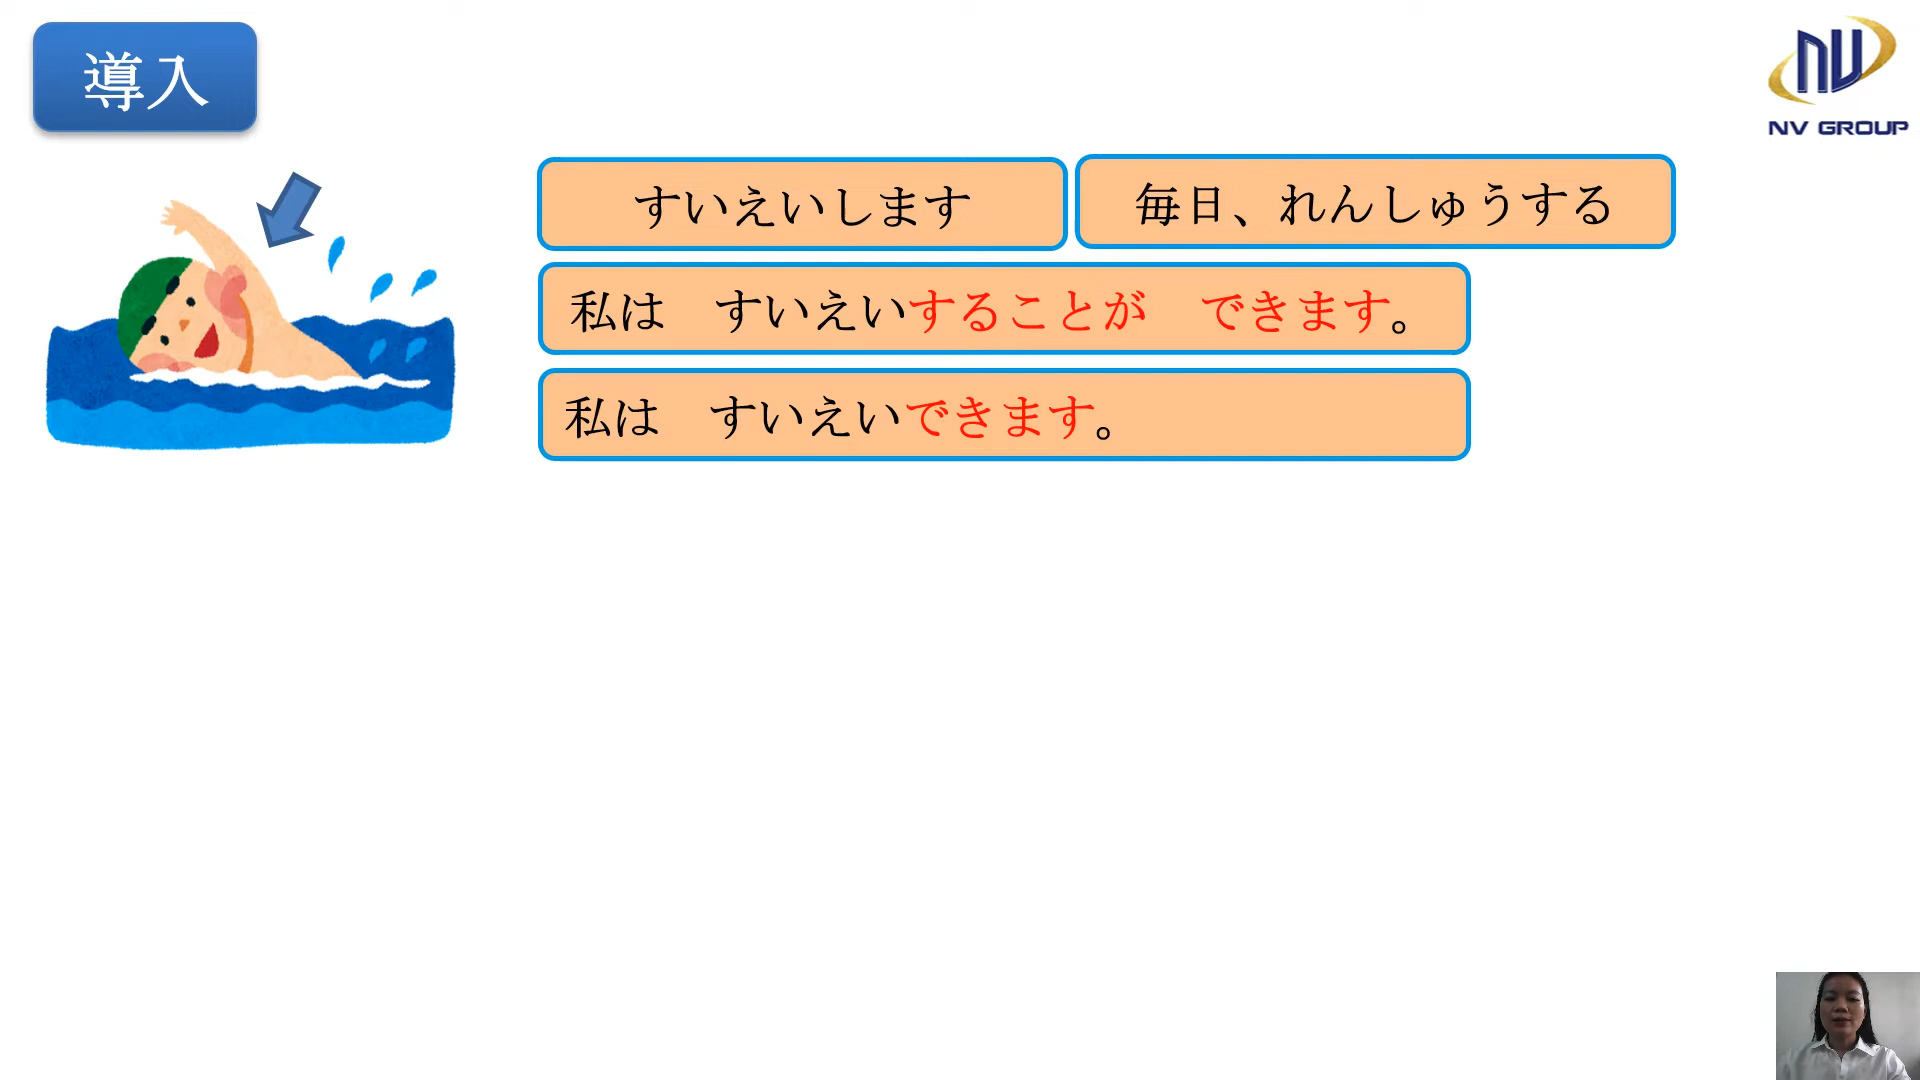 導入
NV GROUP
すいえいします
毎日、れんしゅうする
私は　すいえいすることが　できます。
私は　すいえいできます。